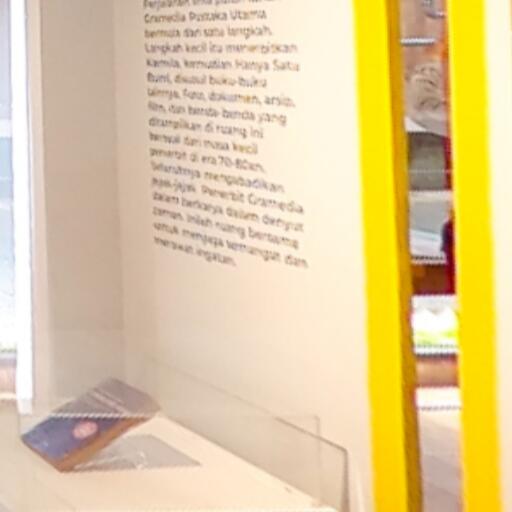 Gramedia Pustaka Utama
bermula dari satu langkah.
Langkah kecil itu menerbitkan
Kamila, kemudian Hanya Satu
Bumi, disusul buku-buku
lainnya. Foto, dokumen, arsip,
film, dan benda-benda yang
ditampilkan di ruang ini
berasal dari masa kecil
penerbit di era 70-80an.
Selanjutnya mengabadikan
jejak-jejak Penerbit Gramedia
dalam berkarya dalam denyut
zaman. Inilah ruang bersama
untuk menjaga semangat dan
merawat ingatan.